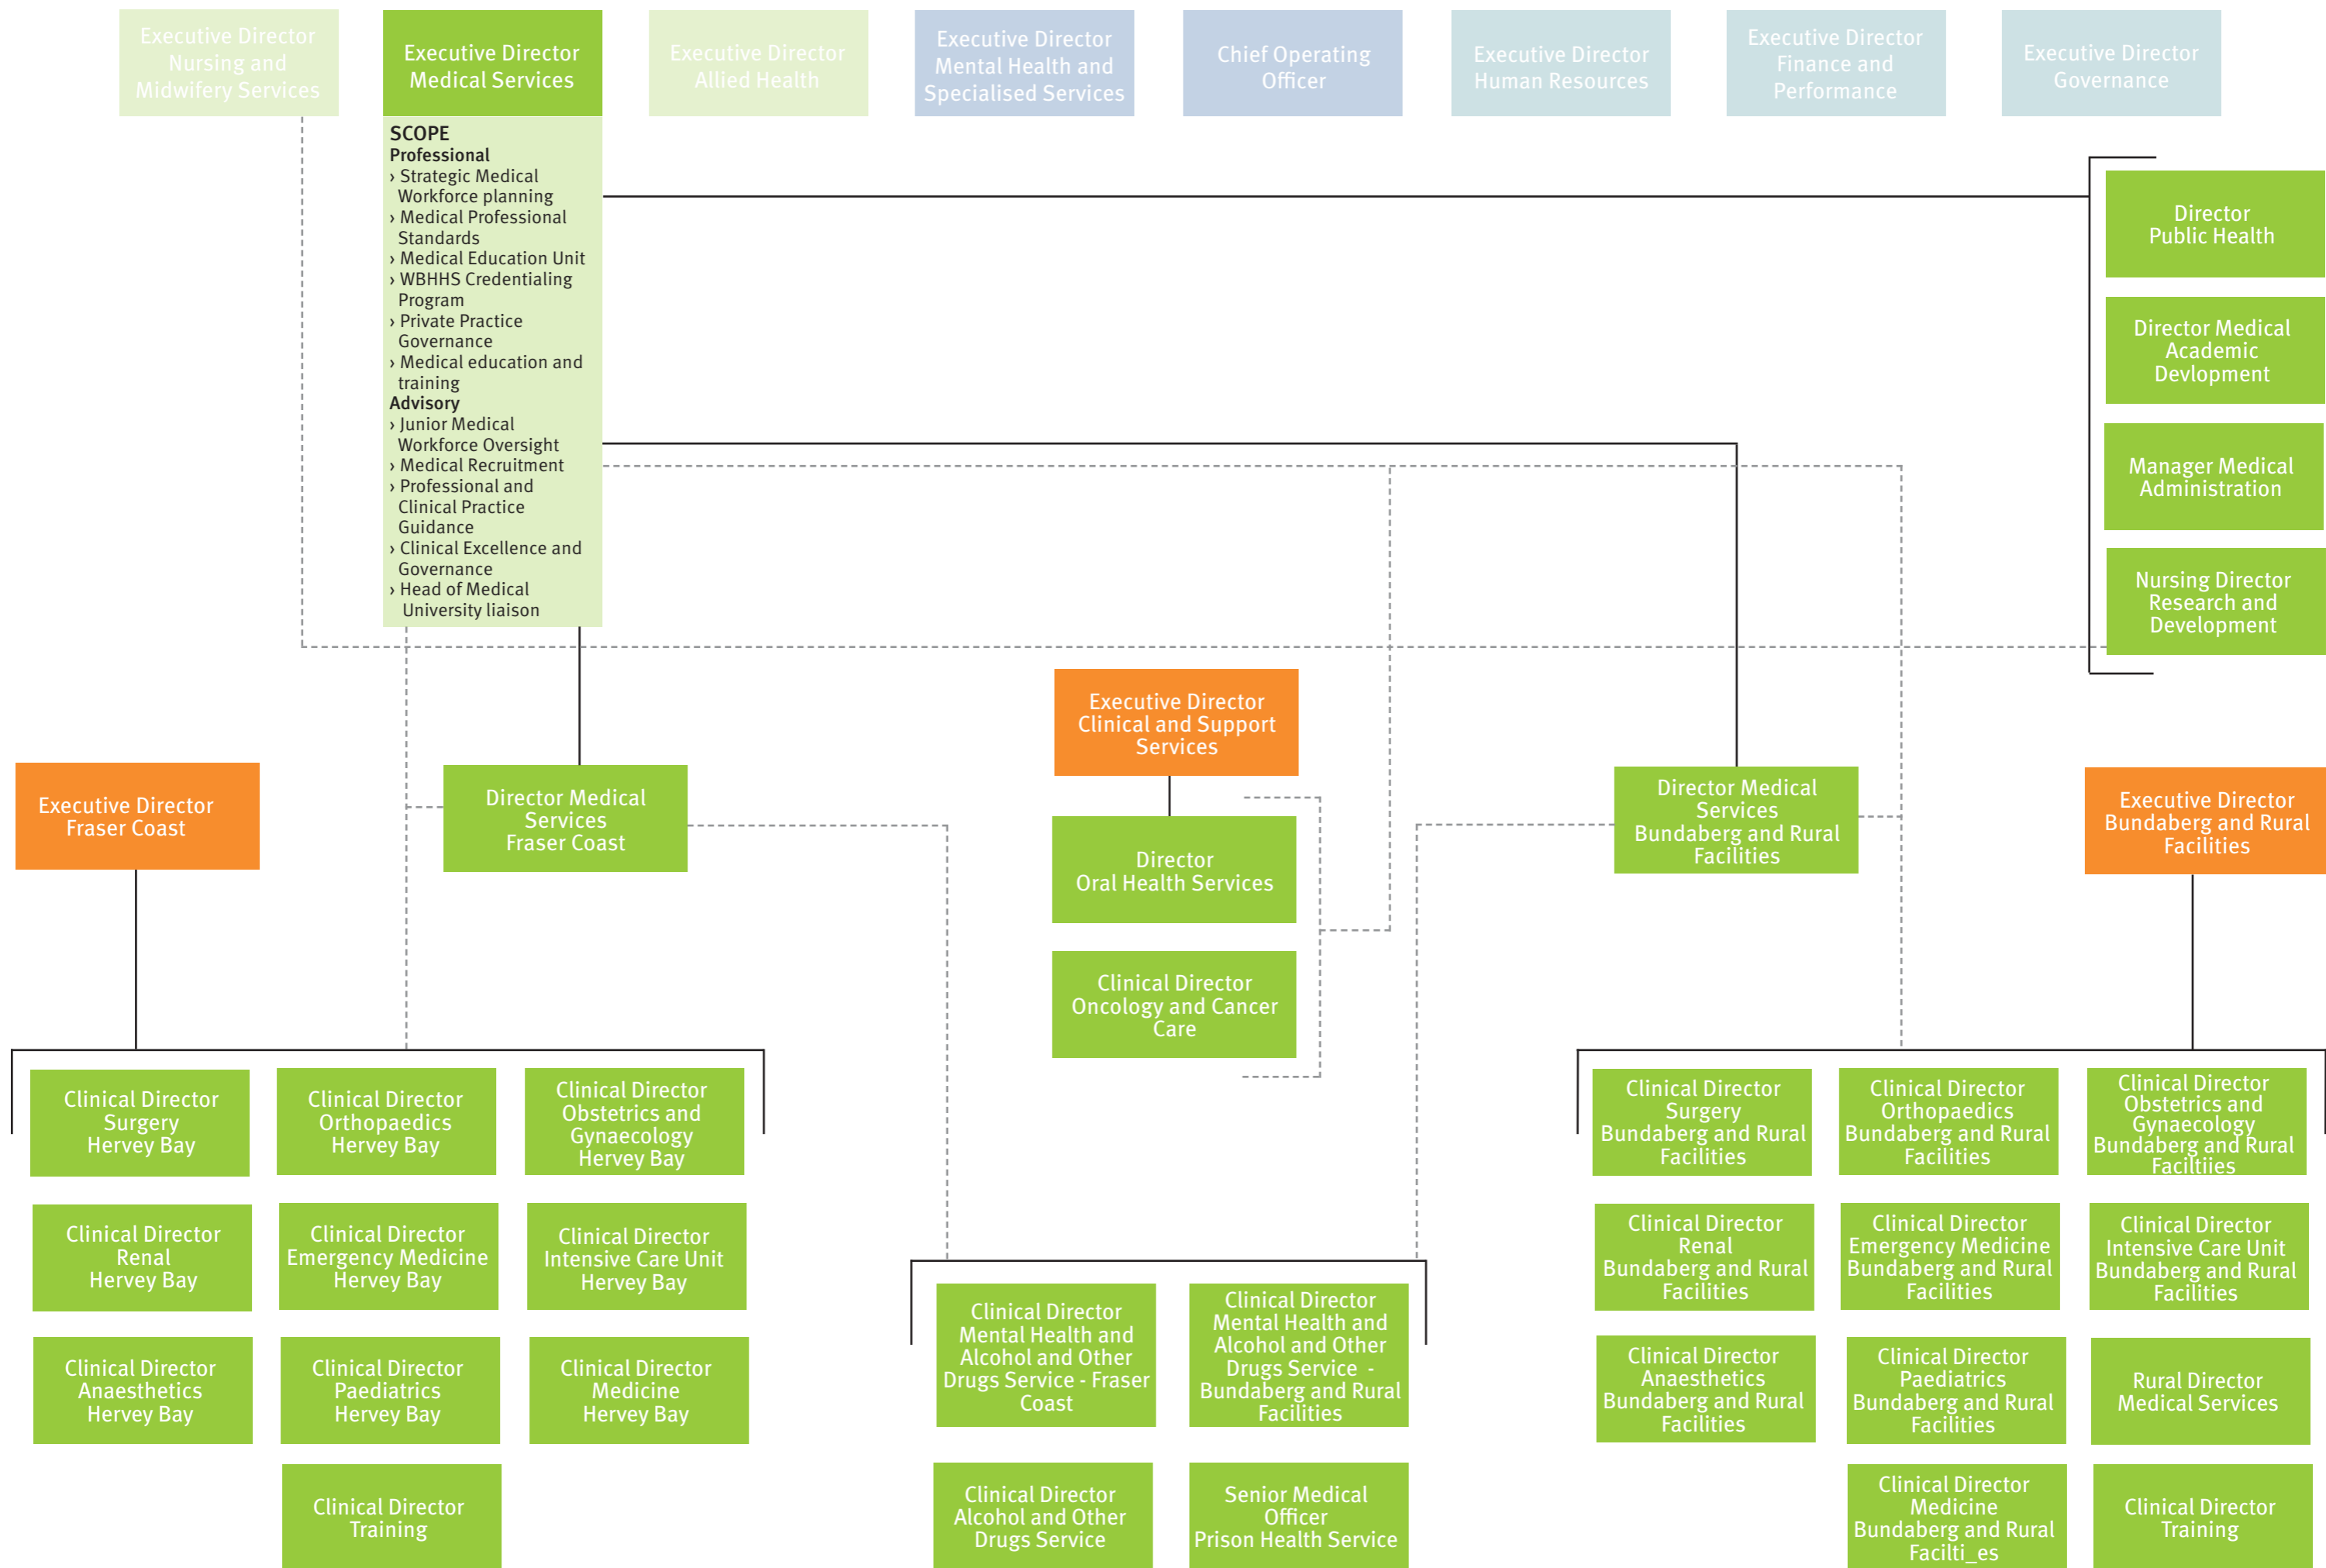 Executive Director
Nursing and
Midwifery Services
Executive Director
Medical Services
Executive Director
Allied Health
Executive Director
Mental Health and
Specialised Services
Chief Operating
Officer
Executive Director
Human Resources
Executive Director
Finance and
Performance
Executive Director
Governance
SCOPE
Professional
› Strategic Medical
Workforce planning
› Medical Professional
Standards
› Medical Education Unit
› WBHHS Credentialing
Program
› Private Practice
Governance
› Medical education and
training
Advisory
› Junior Medical
Workforce Oversight
› Medical Recruitment
› Professional and
Clinical Practice
Guidance
› Clinical Excellence and
Governance
› Head of Medical
University liaison
Director
Public Health
Director Medical
Academic
Devlopment
Manager Medical
Administration
Nursing Director
Research and
Development
Executive Director
Fraser Coast
Director Medical
Services
Fraser Coast
Executive Director
Clinical and Support
Services
Director
Oral Health Services
Clinical Director
Oncology and Cancer
Care
Director Medical
Services
Bundaberg and Rural
Facilities
Executive Director
Bundaberg and Rural
Facilities
Clinical Director
Surgery
Hervey Bay
Clinical Director
Orthopaedics
Hervey Bay
Clinical Director
Obstetrics and
Gynaecology
Hervey Bay
Clinical Director
Renal
Hervey Bay
Clinical Director
Emergency Medicine
Hervey Bay
Clinical Director
Intensive Care Unit
Hervey Bay
Clinical Director
Anaesthetics
Hervey Bay
Clinical Director
Paediatrics
Hervey Bay
Clinical Director
Medicine
Hervey Bay
Clinical Director
Training
Clinical Director
Mental Health and
Alcohol and Other
Drugs Service - Fraser
Coast
Clinical Director
Mental Health and
Alcohol and Other
Drugs Service -
Bundaberg and Rural
Facilities
Clinical Director
Alcohol and Other
Drugs Service
Senior Medical
Officer
Prison Health Service
Clinical Director
Surgery
Bundaberg and Rural
Facilities
Clinical Director
Orthopaedics
Bundaberg and Rural
Facilities
Clinical Director
Obstetrics and
Gynaecology
Bundaberg and Rural
Faciltiies
Clinical Director
Renal
Bundaberg and Rural
Facilities
Clinical Director
Emergency Medicine
Bundaberg and Rural
Facilities
Clinical Director
Intensive Care Unit
Bundaberg and Rural
Facilities
Clinical Director
Anaesthetics
Bundaberg and Rural
Facilities
Clinical Director
Paediatrics
Bundaberg and Rural
Facilities
Rural Director
Medical Services
Clinical Director
Medicine
Bundaberg and Rural
Facilti_es
Clinical Director
Training